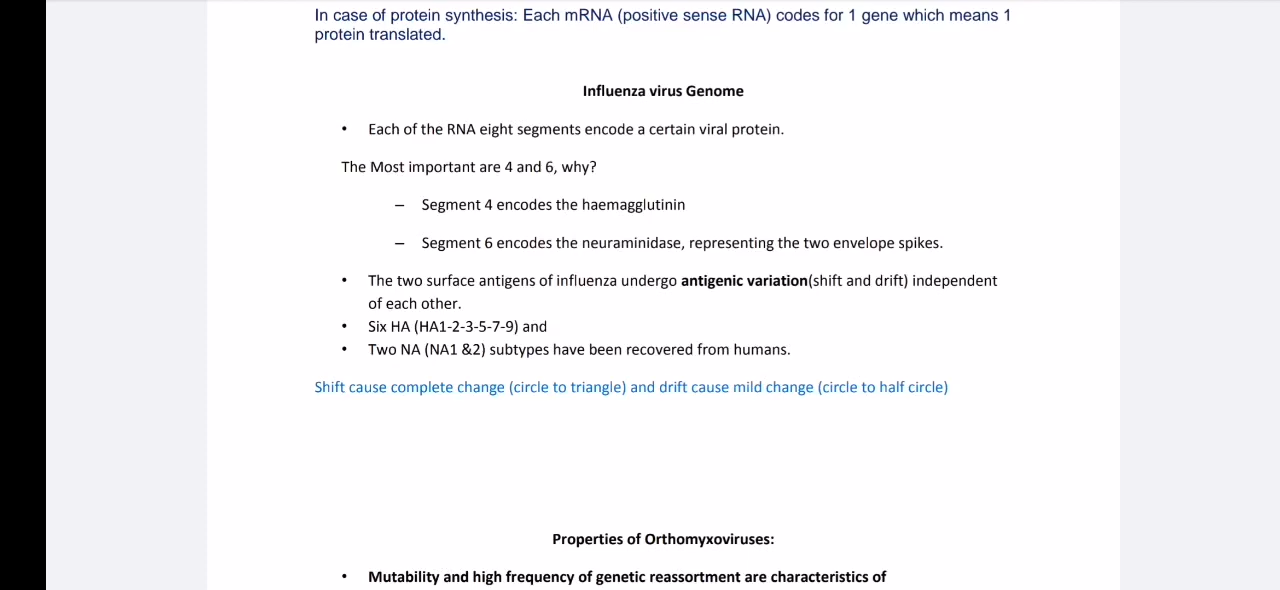 In case of protein synthesis: Each mRNA (positive sense RNA) codes for 1 gene which means 1
protein translated.
Influenza virus Genome
• Each of the RNA eight segments encode a certain viral protein.
The Most important are 4 and 6, why?
– Segment 4 encodes the haemagglutinin
– Segment 6 encodes the neuraminidase, representing the two envelope spikes.
• The two surface antigens of influenza undergo antigenic variation(shift and drift) independent
of each other.
• Six HA (HA1-2-3-5-7-9) and
• Two NA (NA1 &2) subtypes have been recovered from humans.
Shift cause complete change (circle to triangle) and drift cause mild change (circle to half circle)
Properties of Orthomyxoviruses:
• Mutability and high frequency of genetic reassortment are characteristics of